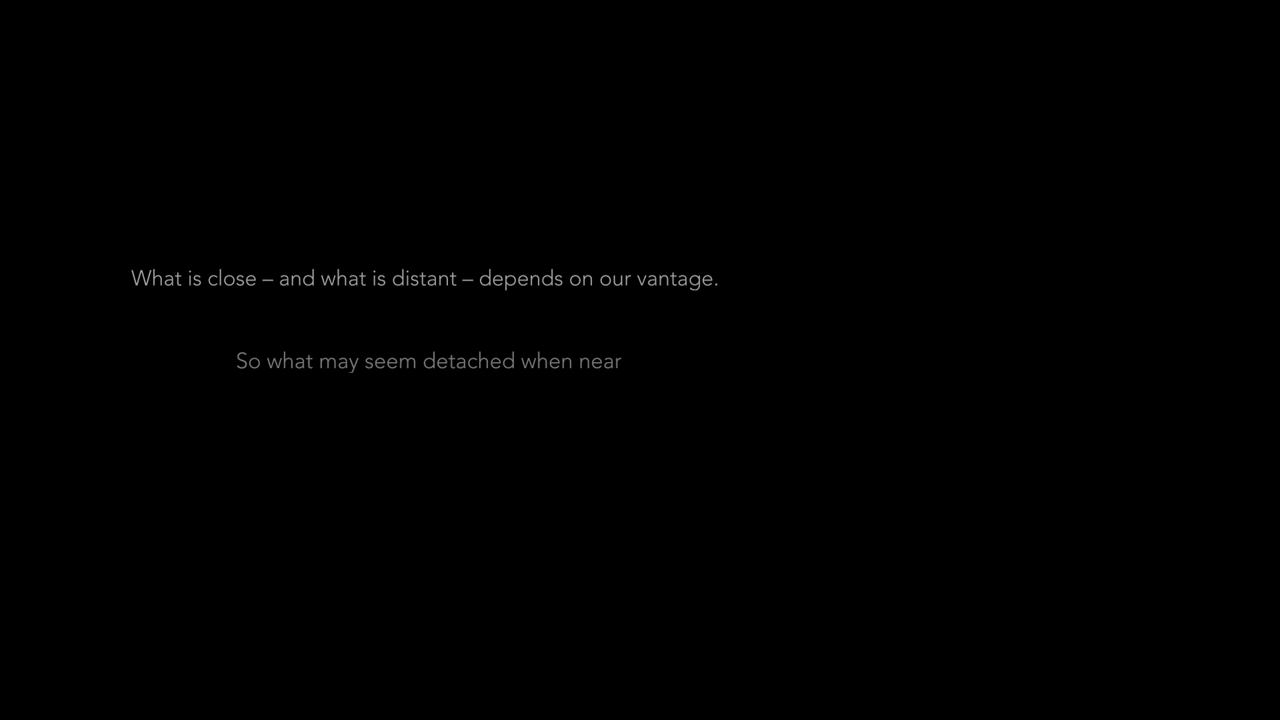 What is close – and what is distant – depends on our vantage.
So what may seem detached when near